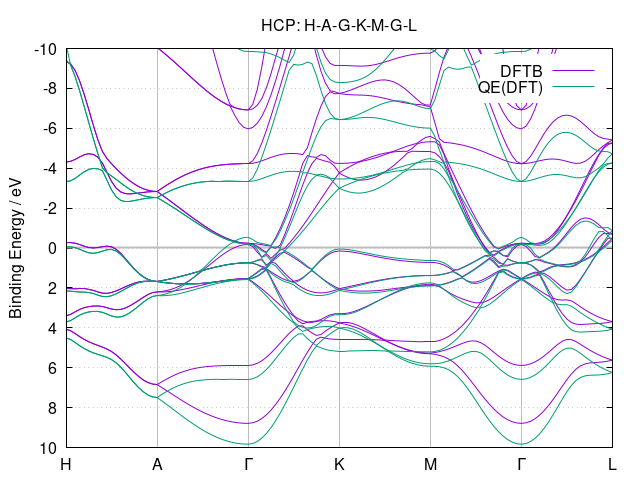 HCP: H-A-G-K-M-G-L
DFTB
QE(DFT)
Binding Energy / eV
-10
-8
-6
-4
-2
0
2
4
6
8
10
H A Γ K M Γ L